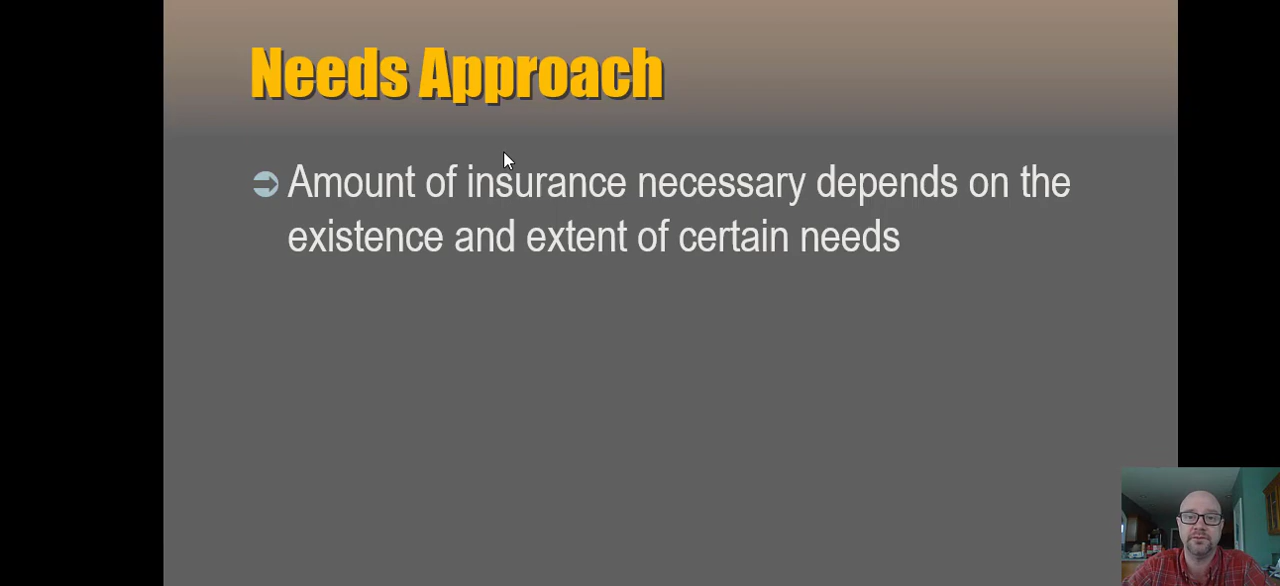 Needs Approach
Amount of insurance necessary depends on the
existence and extent of certain needs